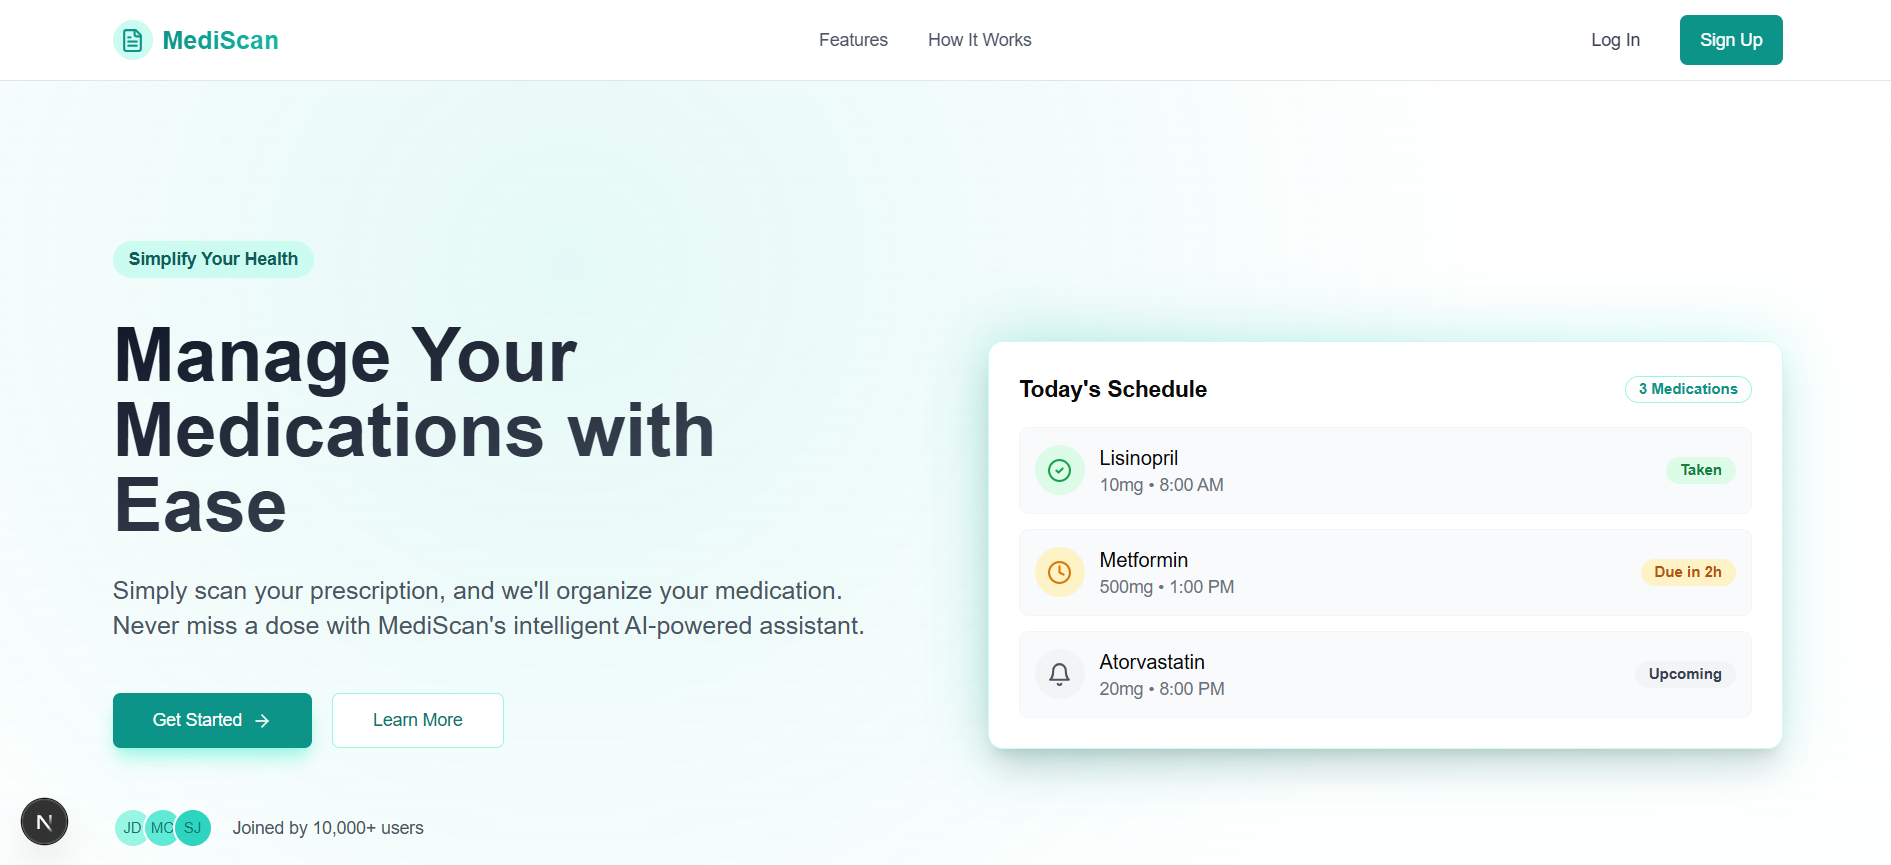 MediScan
Features
How It Works
Log In
Sign Up
Simplify Your Health
Manage Your
Medications with
Ease
Simply scan your prescription, and we'll organize your medication.
Never miss a dose with MediScan's intelligent AI-powered assistant.
Get Started
Learn More
JD
MC
SJ
Joined by 10,000+ users
Today's Schedule
3 Medications
Lisinopril
10mg • 8:00 AM
Taken
Metformin
500mg • 1:00 PM
Due in 2h
Atorvastatin
20mg • 8:00 PM
Upcoming
N